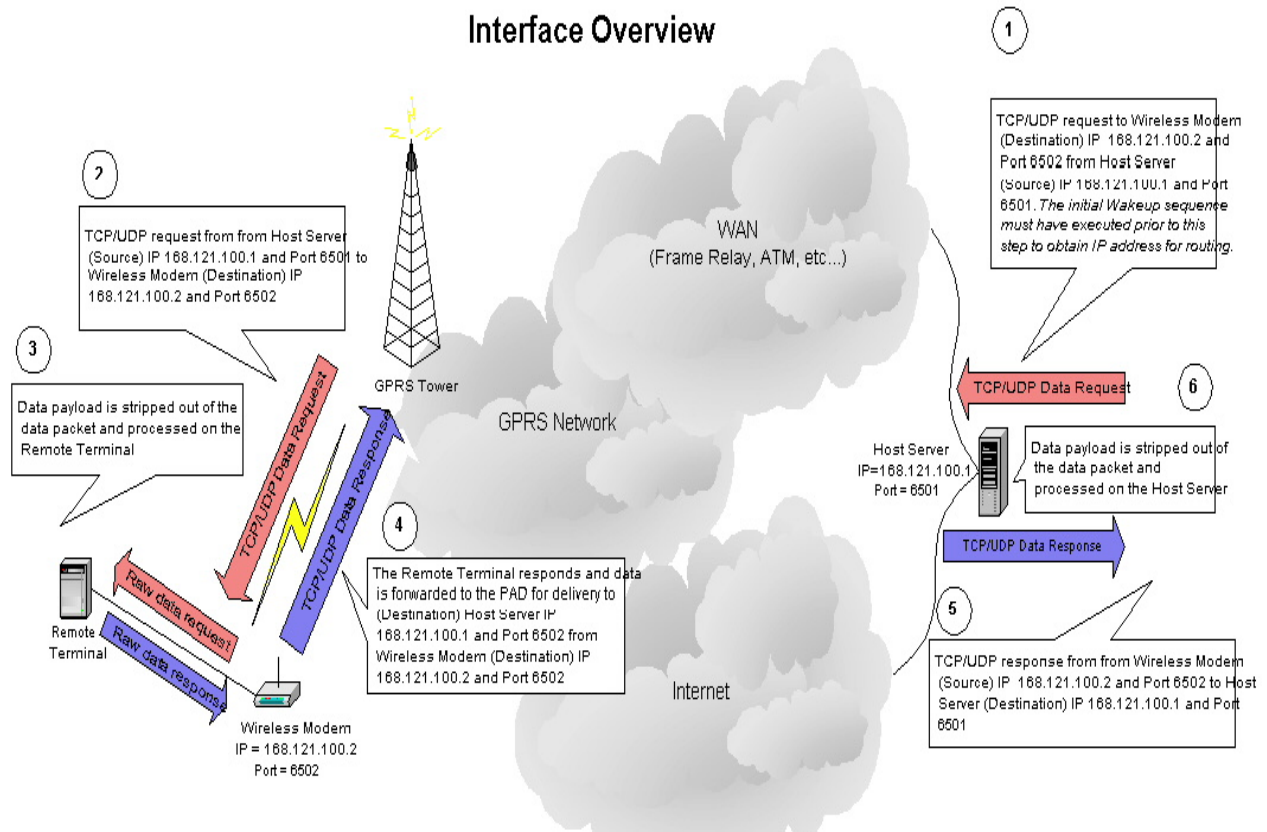 Interface Overview
1
TCP/UDP request to Wireless Modem
(Destination) IP 168.121.100.2 and
Port 6502 from Host Server
(Source) IP 168.121.100.1 and Port
6501. The initial Wakeup sequence
must have executed prior to this
step to obtain IP address for routing.
2
TCP/UDP request from from Host Server
(Source) IP 168.121.100.1 and Port 6501 to
Wireless Modem (Destination) IP
168.121.100.2 and Port 6502
WAN
(Frame Relay, ATM, etc...)
3
Data payload is stripped out of the
data packet and processed on the
Remote Terminal
GPRS Tower
GPRS Network
TCP/UDP Data Request
TCP/UDP Data Response
TCP/UDP Data Request
6
Host Server
IP=168.121.100.1
Port = 6501
Data payload is stripped out of
the data packet and
processed on the Host Server
TCP/UDP Data Response
4
The Remote Terminal responds and data
is forwarded to the PAD for delivery to
(Destination) Host Server IP
168.121.100.1 and Port 6502 from
Wireless Modem (Destination) IP
168.121.100.2 and Port 6502
Raw data request
Raw data response
Remote
Terminal
Wireless Modem
IP = 168.121.100.2
Port = 6502
Internet
5
TCP/UDP response from from Wireless Modem
(Source) IP 168.121.100.2 and Port 6502 to Host
Server (Destination) IP 168.121.100.1 and Port
6501